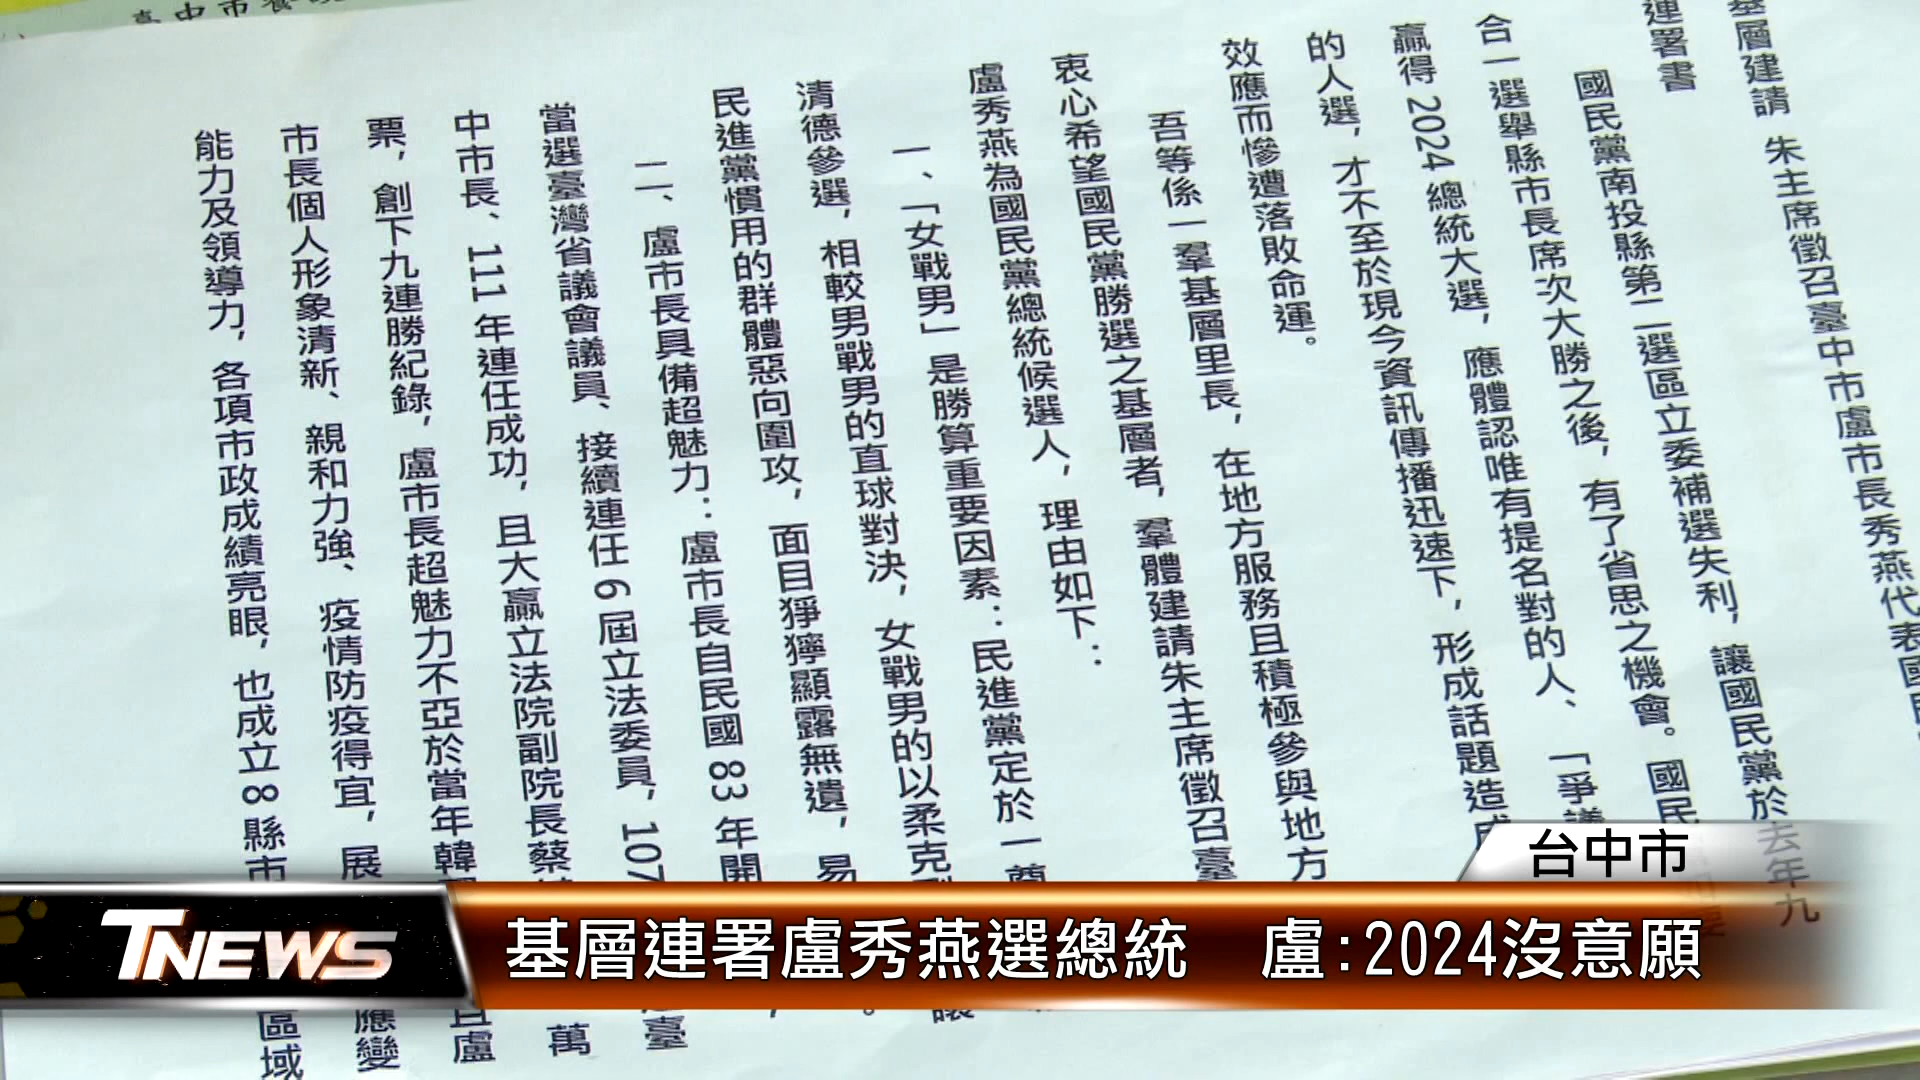 臺中市
基層建請 朱主席徵召臺中市盧市長秀燕代表國民
連署書
國民黨南投縣第二選區立委補選失利，讓國民黨於去年九
合一選舉縣市長席次大勝之後，有了省思之機會。國民
贏得 2024 總統大選，應體認唯有提名對的人、「爭議
的人選，才不至於現今資訊傳播迅速下，形成話題造成
效應而慘遭落敗命運。
吾等係一羣基層里長，在地方服務且積極參與地方
衷心希望國民黨勝選之基層者，羣體建請朱主席徵召臺
盧秀燕為國民黨總統候選人，理由如下：
一、「女戰男」是勝算重要因素：民進黨定於一尊
清德參選，相較男戰男的直球對決，女戰男的以柔克
民進黨慣用的群體惡向圍攻，面目猙獰顯露無遺，易
二、盧市長具備超魅力：盧市長自民國 83 年開
當選臺灣省議會議員、接續連任 6 屆立法委員，107 臺
中市長、111 年連任成功，且大贏立法院副院長蔡 萬
票，創下九連勝紀錄，盧市長超魅力不亞於當年韓 且盧
市長個人形象清新、親和力強、疫情防疫得宜，展 應變
能力及領導力，各項市政成績亮眼，也成立 8 縣市 區域
台中市
TNEWS
基層連署盧秀燕選總統 盧:2024沒意願